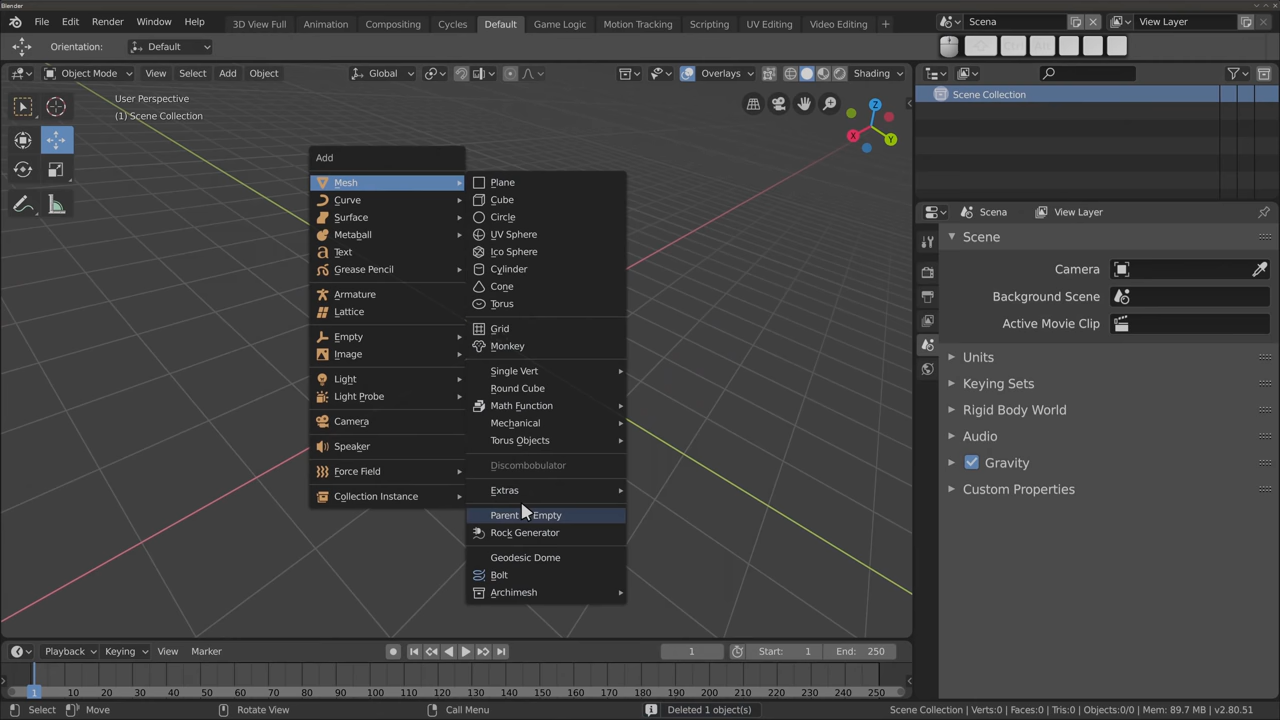 Blender
File Edit Render Window Help
3D View Full Animation Compositing Cycles Default Game Logic Motion Tracking Scripting UV Editing Video Editing +
Scena View Layer
Orientation: Default
Ctrl Alt
Object Mode View Select Add Object Global Overlays Shading
User Perspective
(1) Scene Collection
Z
X
Y
Add
Mesh
Curve
Surface
Metaball
Text
Grease Pencil
Armature
Lattice
Empty
Image
Light
Light Probe
Camera
Speaker
Force Field
Collection Instance
Plane
Cube
Circle
UV Sphere
Ico Sphere
Cylinder
Cone
Torus
Grid
Monkey
Single Vert
Round Cube
Math Function
Mechanical
Torus Objects
Discombobulator
Extras
Parent Empty
Rock Generator
Geodesic Dome
Bolt
Archimesh
Scene Collection
Scena View Layer
Scene
Camera
Background Scene
Active Movie Clip
Units
Keying Sets
Rigid Body World
Audio
Gravity
Custom Properties
Playback Keying View Marker
1 Start: 1 End: 250
1 10 20 30 40 50 60 70 80 90 100 110 120 130 140 150 160 170 180 190 200 210 220 230 240 250
Select Move Rotate View Call Menu Deleted 1 object(s) Scene Collection | Verts:0 | Faces:0 | Tris:0 | Objects:0/0 | Mem: 89.7 MB | v2.80.51